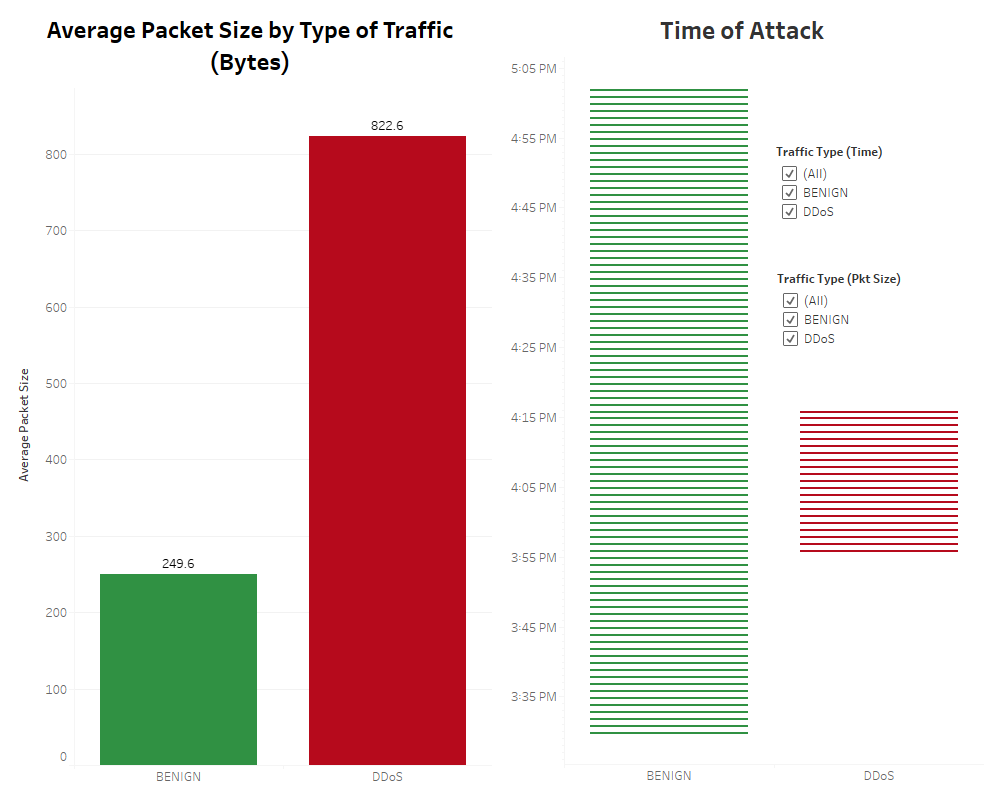 Average Packet Size by Type of Traffic
(Bytes)
Average Packet Size
800
700
600
500
400
300
200
100
0
822.6
249.6
BENIGN
DDoS
Time of Attack
5:05 PM
4:55 PM
4:45 PM
4:35 PM
4:25 PM
4:15 PM
4:05 PM
3:55 PM
3:45 PM
3:35 PM
BENIGN
DDoS
Traffic Type (Time)
(All)
BENIGN
DDoS
Traffic Type (Pkt Size)
(All)
BENIGN
DDoS